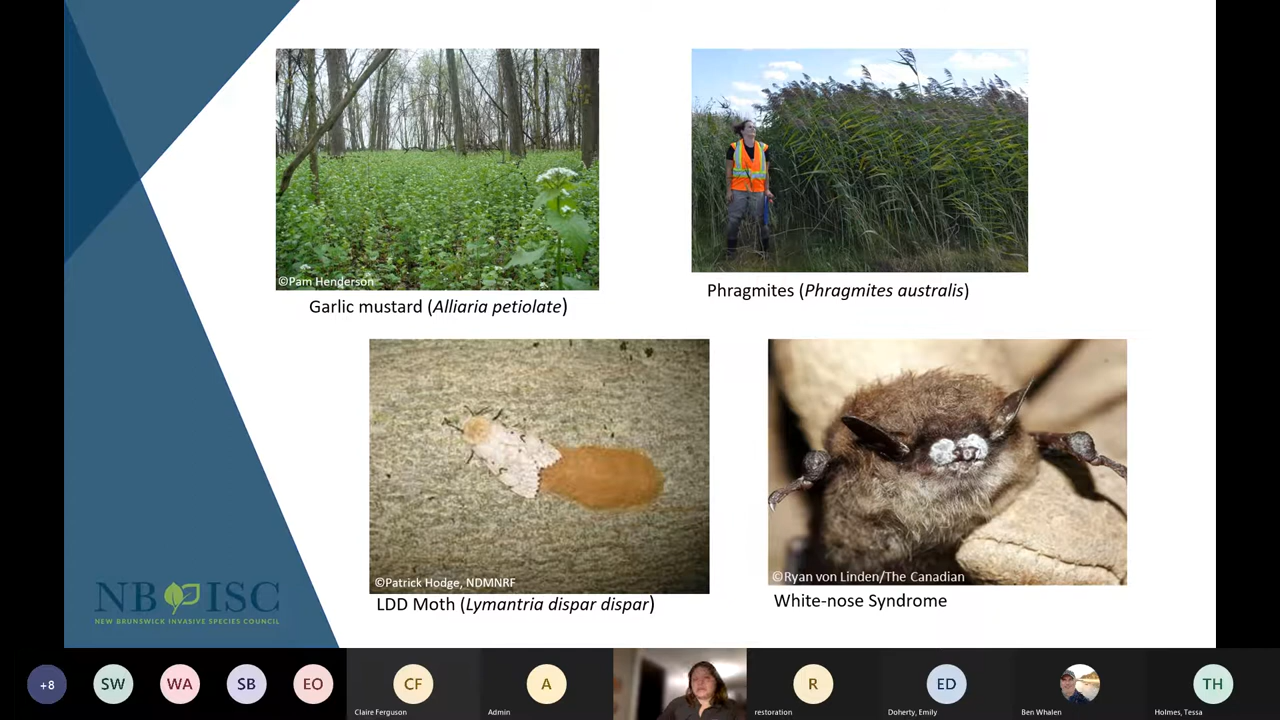 ©Pam Henderson
Garlic mustard (Alliaria petiolate)
Phragmites (Phragmites australis)
©Patrick Hodge, NDMNRF
LDD Moth (Lymantria dispar dispar)
©Ryan von Linden/The Canadian
White-nose Syndrome
NB ISC
NEW BRUNSWICK INVASIVE SPECIES COUNCIL
+8
SW
WA
SB
EO
CF
Claire Ferguson
A
Admin
R
restoration
ED
Doherty, Emily
Ben Whalen
TH
Holmes, Tessa